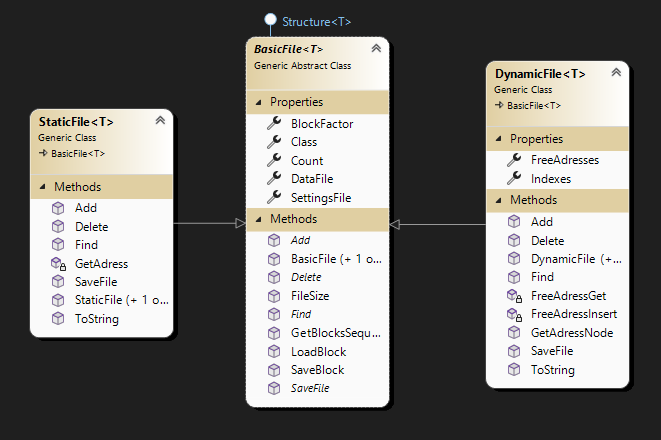 Structure<T>
StaticFile<T>
Generic Class
BasicFile<T>
Methods
Add
Delete
Find
GetAdress
SaveFile
StaticFile (+ 1 o...
ToString
BasicFile<T>
Generic Abstract Class
Properties
BlockFactor
Class
Count
DataFile
SettingsFile
Methods
Add
BasicFile (+ 1 o...
Delete
FileSize
Find
GetBlocksSequ...
LoadBlock
SaveBlock
SaveFile
DynamicFile<T>
Generic Class
BasicFile<T>
Properties
FreeAdresses
Indexes
Methods
Add
Delete
DynamicFile (+...
Find
FreeAdressGet
FreeAdressInsert
GetAdressNode
SaveFile
ToString